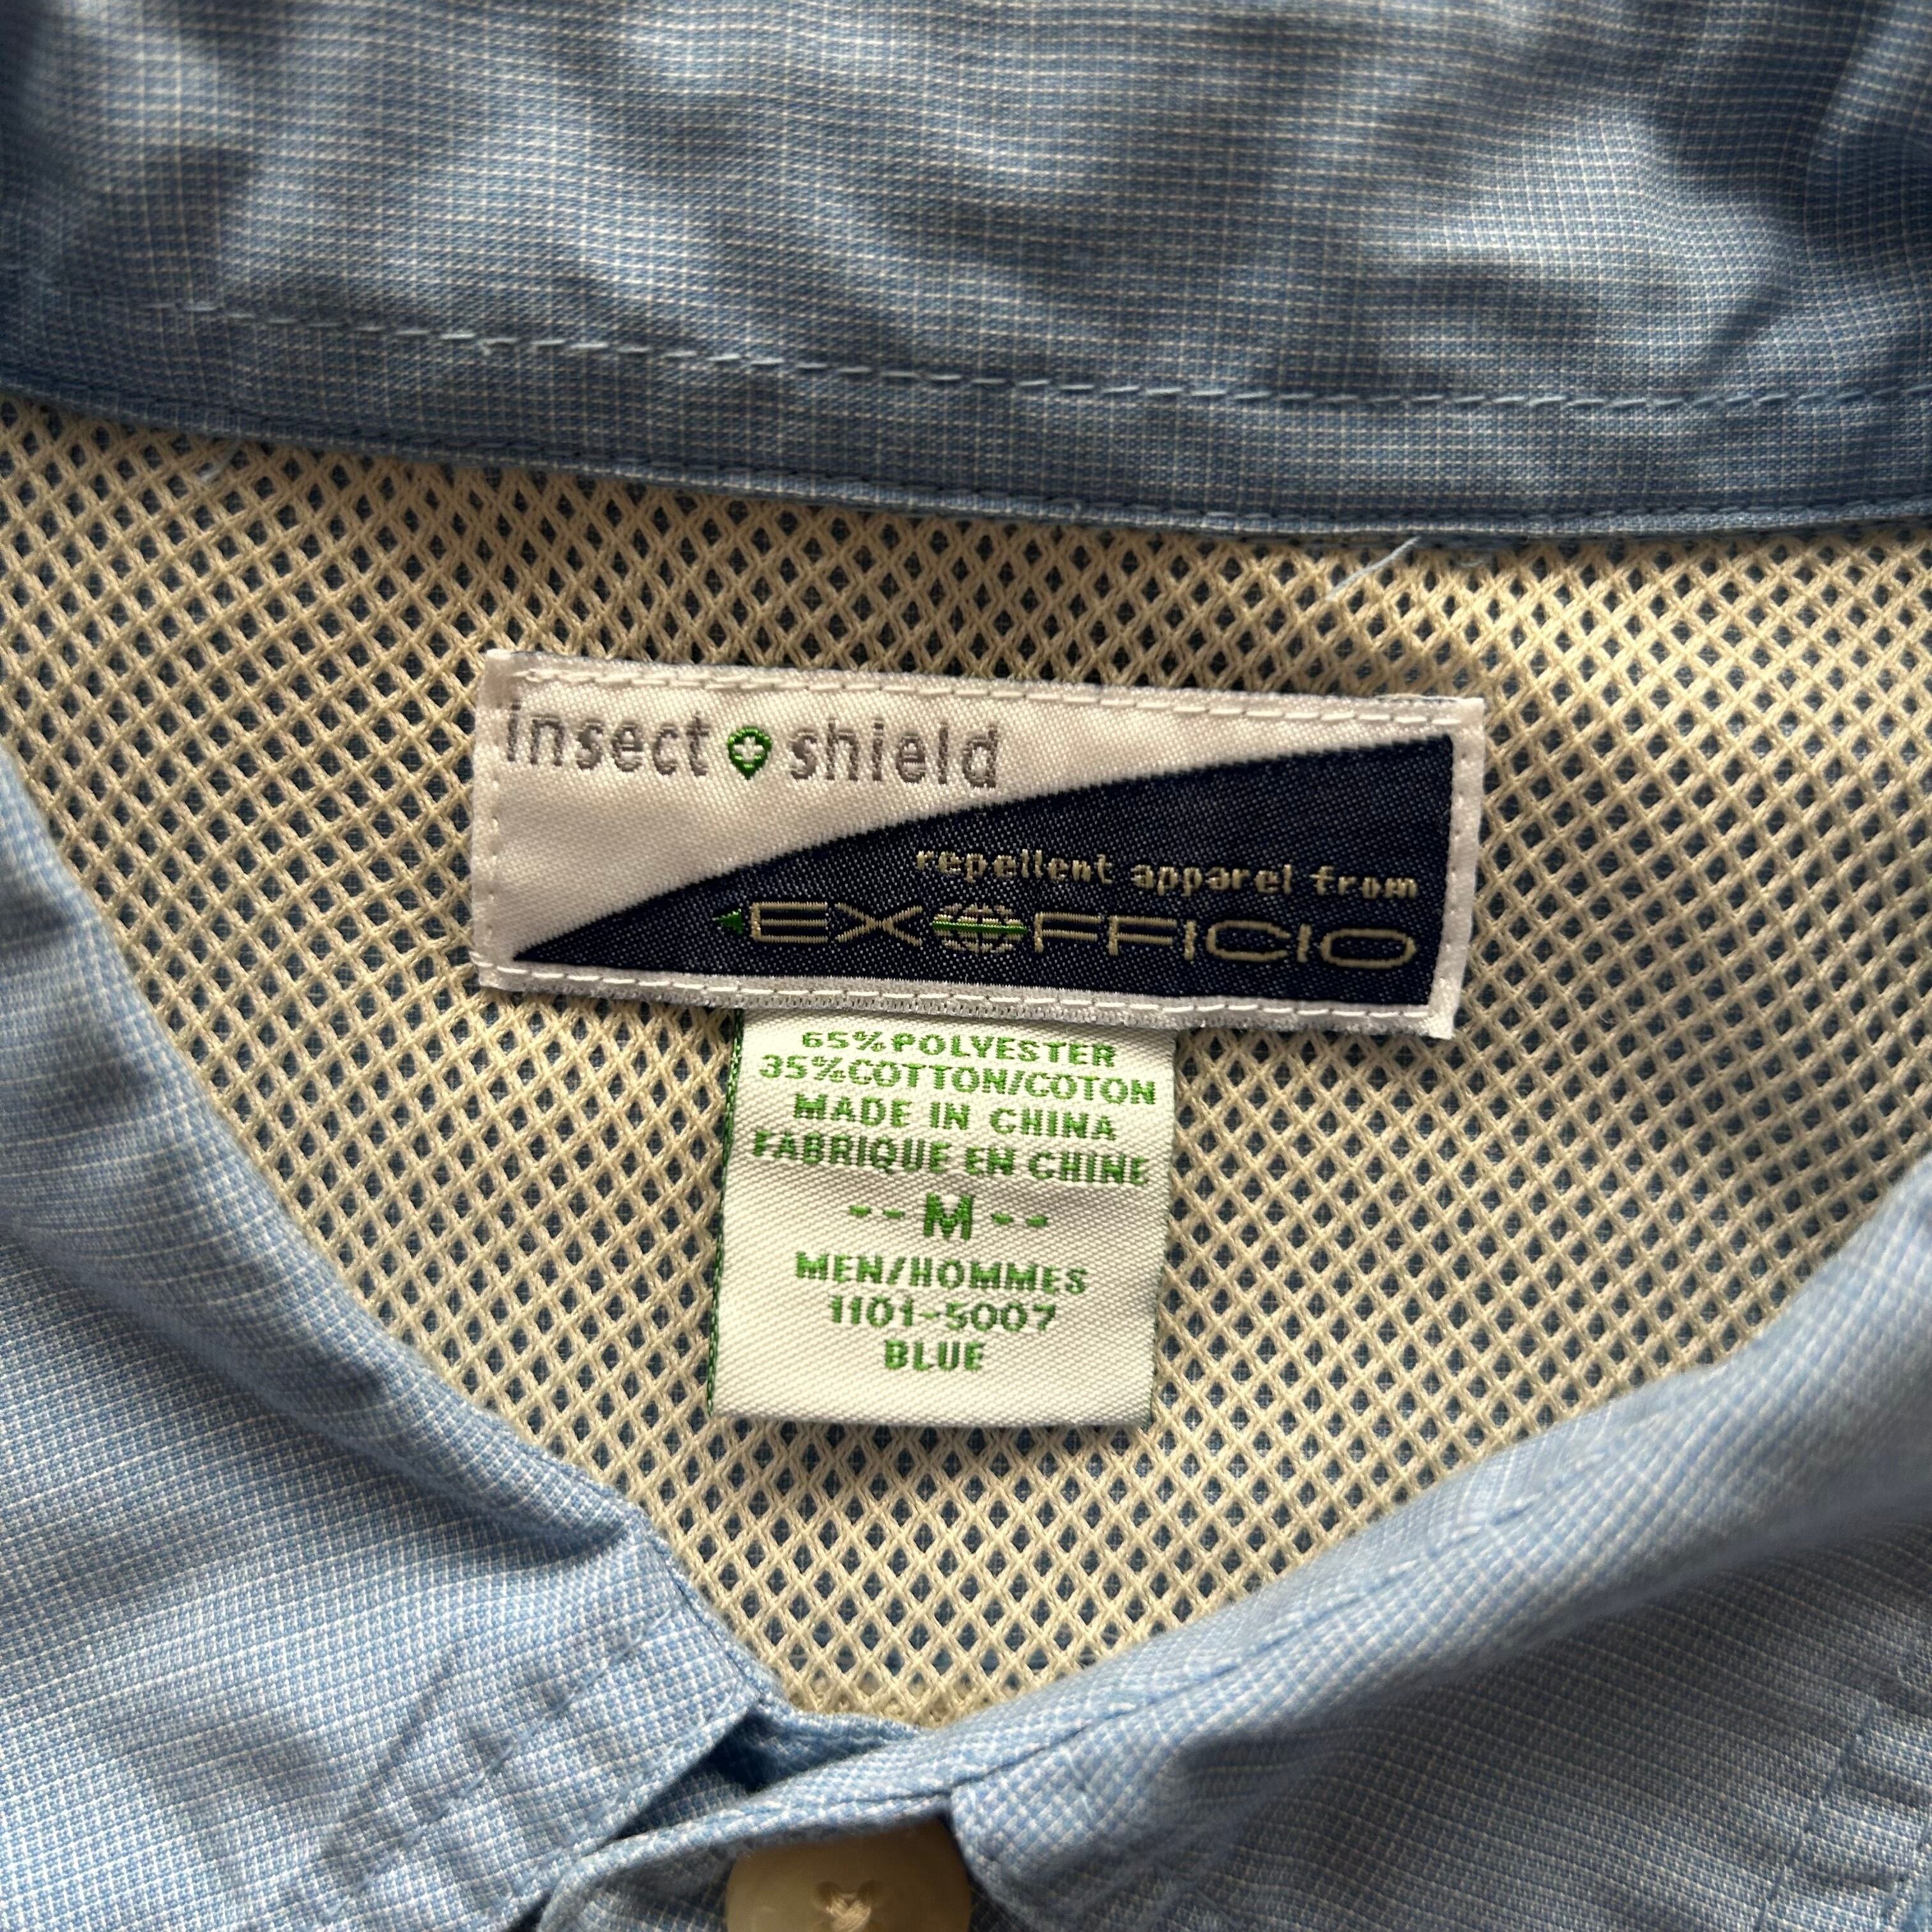 insect shield
repellent apparel from
EXOFFICIO
65%POLYESTER
35%COTTON/COTON
MADE IN CHINA
FABRIQUE EN CHINE
--M--
MEN/HOMMES
1101-5007
BLUE